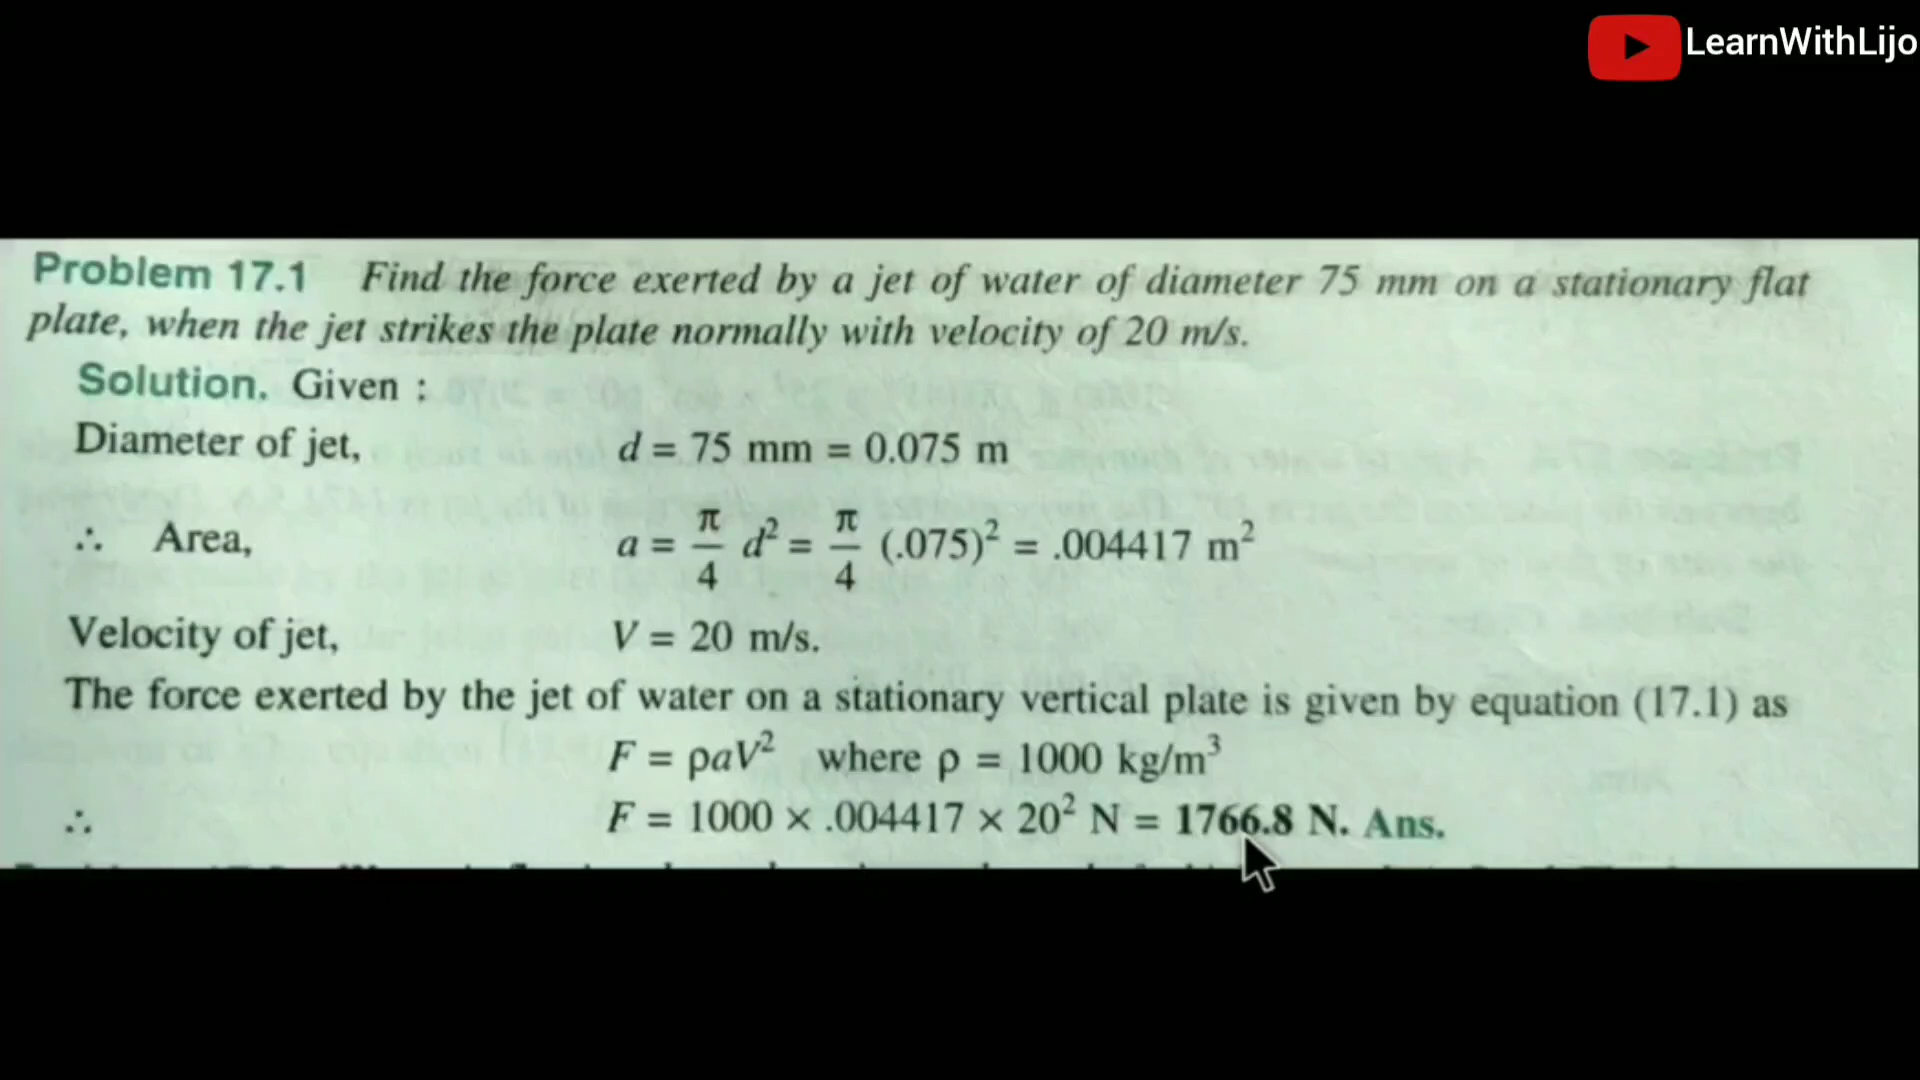 LearnWithLijo
Problem 17.1 Find the force exerted by a jet of water of diameter 75 mm on a stationary flat
plate, when the jet strikes the plate normally with velocity of 20 m/s.
Solution. Given :
Diameter of jet, d = 75 mm = 0.075 m
∴ Area, a = π/4 d² = π/4 (.075)² = .004417 m²
Velocity of jet, V = 20 m/s.
The force exerted by the jet of water on a stationary vertical plate is given by equation (17.1) as
F = ρaV² where ρ = 1000 kg/m³
∴ F = 1000 × .004417 × 20² N = 1766.8 N. Ans.